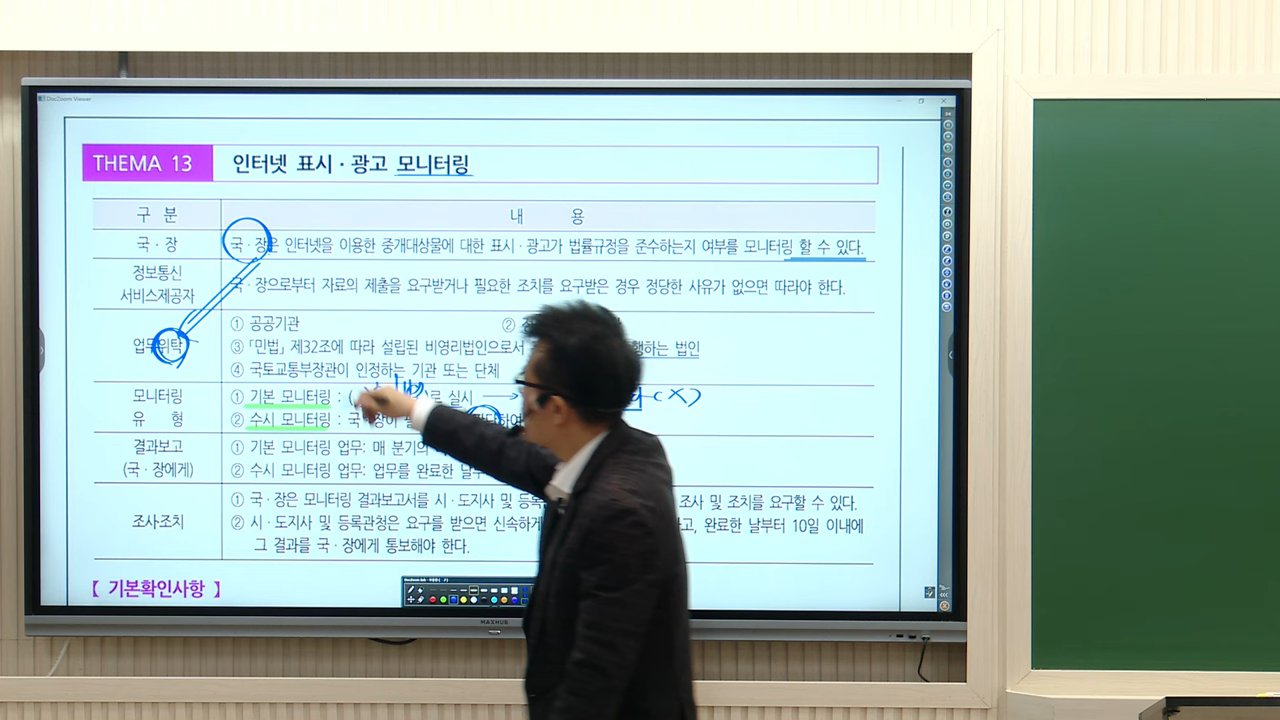 DocZoom Viewer
THEMA 13 인터넷 표시·광고 모니터링
구 분 내 용
국·장 국·장은 인터넷을 이용한 중개대상물에 대한 표시·광고가 법률규정을 준수하는지 여부를 모니터링 할 수 있다.
정보통신
서비스제공자 국·장으로부터 자료의 제출을 요구받거나 필요한 조치를 요구받은 경우 정당한 사유가 없으면 따라야 한다.
업무위탁 ① 공공기관 ②
③ 「민법」 제32조에 따라 설립된 비영리법인으로서 하는 법인
④ 국토교통부장관이 인정하는 기관 또는 단체
모니터링 ① 기본 모니터링 : ( 로 실시 (×)
유 형 ② 수시 모니터링 : 국·장이
결과보고 ① 기본 모니터링 업무: 매 분기의
(국·장에게) ② 수시 모니터링 업무: 업무를 완료한 날
조사·조치 ① 국·장은 모니터링 결과보고서를 시·도지사 및 조사 및 조치를 요구할 수 있다.
② 시·도지사 및 등록관청은 요구를 받으면 신속하게 완료한 날부터 10일 이내에
그 결과를 국·장에게 통보해야 한다.
【 기본확인사항 】
MAXHUB